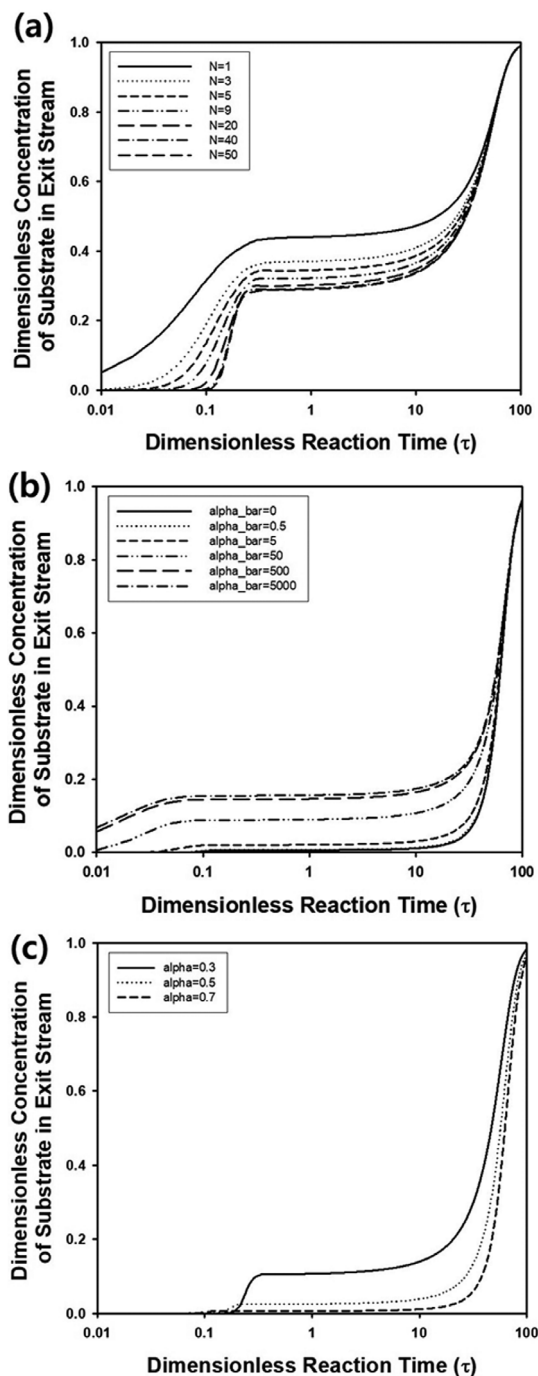 (a)
Dimensionless Concentration
of Substrate in Exit Stream
1.0
0.8
0.6
0.4
0.2
0.0
N=1
N=3
N=5
N=9
N=20
N=40
N=50
0.01 0.1 1 10 100
Dimensionless Reaction Time (τ)
(b)
Dimensionless Concentration
of Substrate in Exit Stream
1.0
0.8
0.6
0.4
0.2
0.0
alpha_bar=0
alpha_bar=0.5
alpha_bar=5
alpha_bar=50
alpha_bar=500
alpha_bar=5000
0.01 0.1 1 10 100
Dimensionless Reaction Time (τ)
(c)
Dimensionless Concentration
of Substrate in Exit Stream
1.0
0.8
0.6
0.4
0.2
0.0
alpha=0.3
alpha=0.5
alpha=0.7
0.01 0.1 1 10 100
Dimensionless Reaction Time (τ)